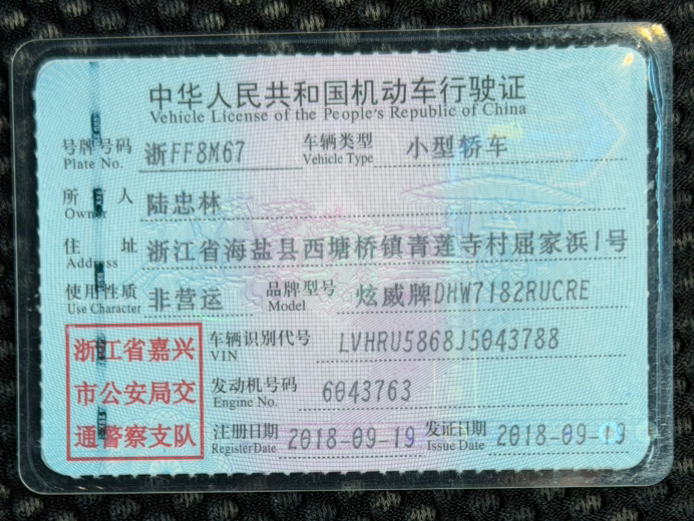 中华人民共和国机动车行驶证
Vehicle License of the People's Republic of China
号牌号码 浙FF8M67 车辆类型 小型轿车
Plate No. Vehicle Type
所有人 陆忠林
Owner
住址 浙江省海盐县西塘桥镇青莲寺村屈家浜1号
Address
使用性质 非营运 品牌型号 炫威牌DHW7182RUCRE
Use Character Model
浙江省嘉兴
市公安局交
通警察支队
车辆识别代号 LVHRU5868J5043788
VIN
发动机号码 6043763
Engine No.
注册日期 2018-09-19 发证日期 2018-09-19
Register Date Issue Date